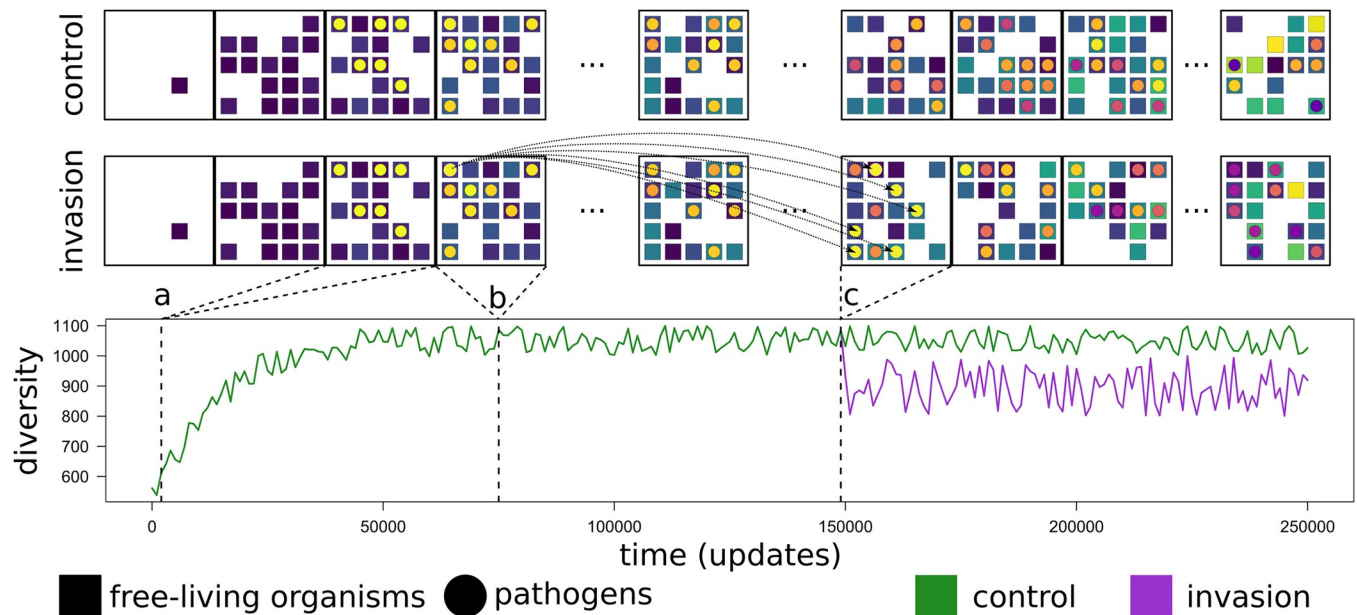 control
... ... ...
invasion
... ... ...
a b c
diversity
1100
1000
900
800
700
600
0 50000 100000 150000 200000 250000
time (updates)
free-living organisms pathogens control invasion